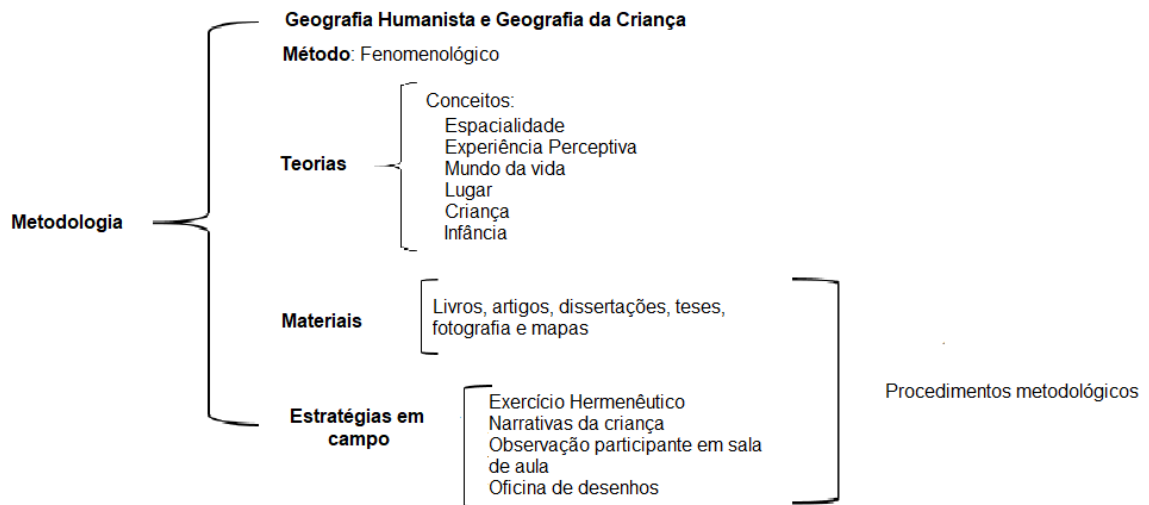 Geografia Humanista e Geografia da Criança
Método: Fenomenológico
Conceitos:
Espacialidade
Experiência Perceptiva
Mundo da vida
Lugar
Criança
Infância
Teorias
Metodologia
Materiais
Livros, artigos, dissertações, teses,
fotografia e mapas
Estratégias em
campo
Exercício Hermenêutico
Narrativas da criança
Observação participante em sala
de aula
Oficina de desenhos
Procedimentos metodológicos